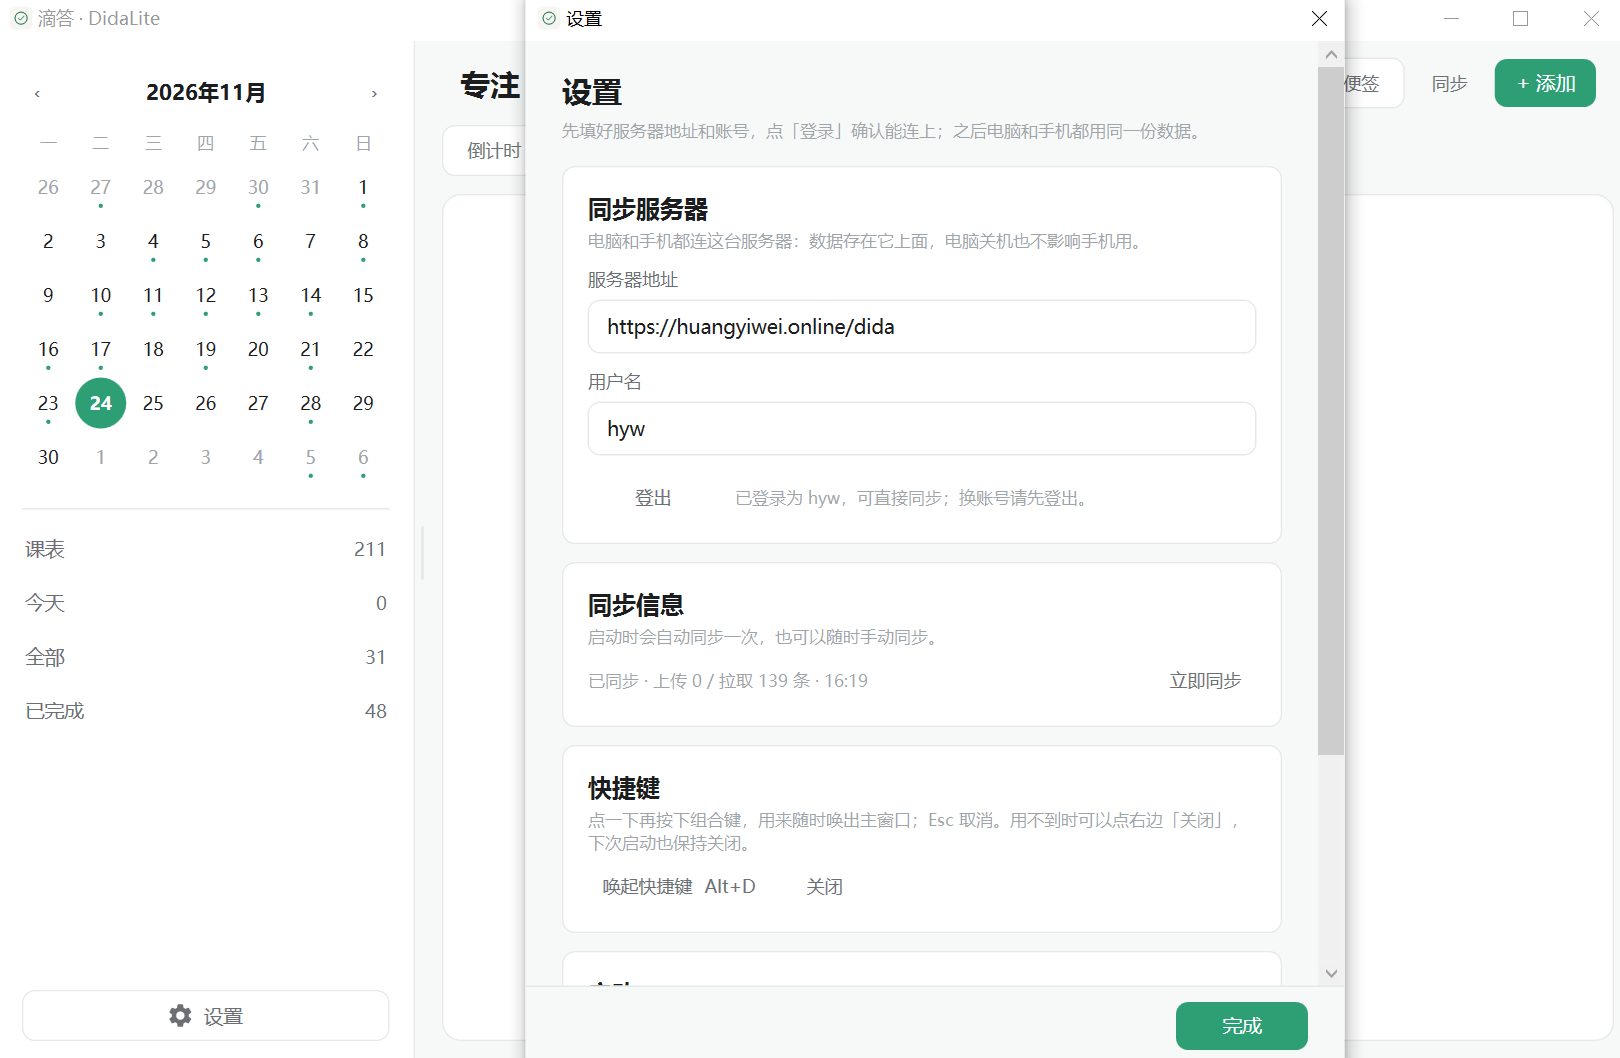 滴答 · DidaLite
‹ 2026年11月 ›
一 二 三 四 五 六 日
26 27 28 29 30 31 1
2 3 4 5 6 7 8
9 10 11 12 13 14 15
16 17 18 19 20 21 22
23 24 25 26 27 28 29
30 1 2 3 4 5 6
课表 211
今天 0
全部 31
已完成 48
设置
专注
倒计时
便签
同步
+ 添加
设置
设置
先填好服务器地址和账号，点「登录」确认能连上；之后电脑和手机都用同一份数据。
同步服务器
电脑和手机都连这台服务器：数据存在它上面，电脑关机也不影响手机用。
服务器地址
https://huangyiwei.online/dida
用户名
hyw
登出 已登录为 hyw，可直接同步；换账号请先登出。
同步信息
启动时会自动同步一次，也可以随时手动同步。
已同步 · 上传 0 / 拉取 139 条 · 16:19 立即同步
快捷键
点一下再按下组合键，用来随时唤出主窗口；Esc 取消。用不到时可以点右边「关闭」，
下次启动也保持关闭。
唤起快捷键 Alt+D 关闭
完成